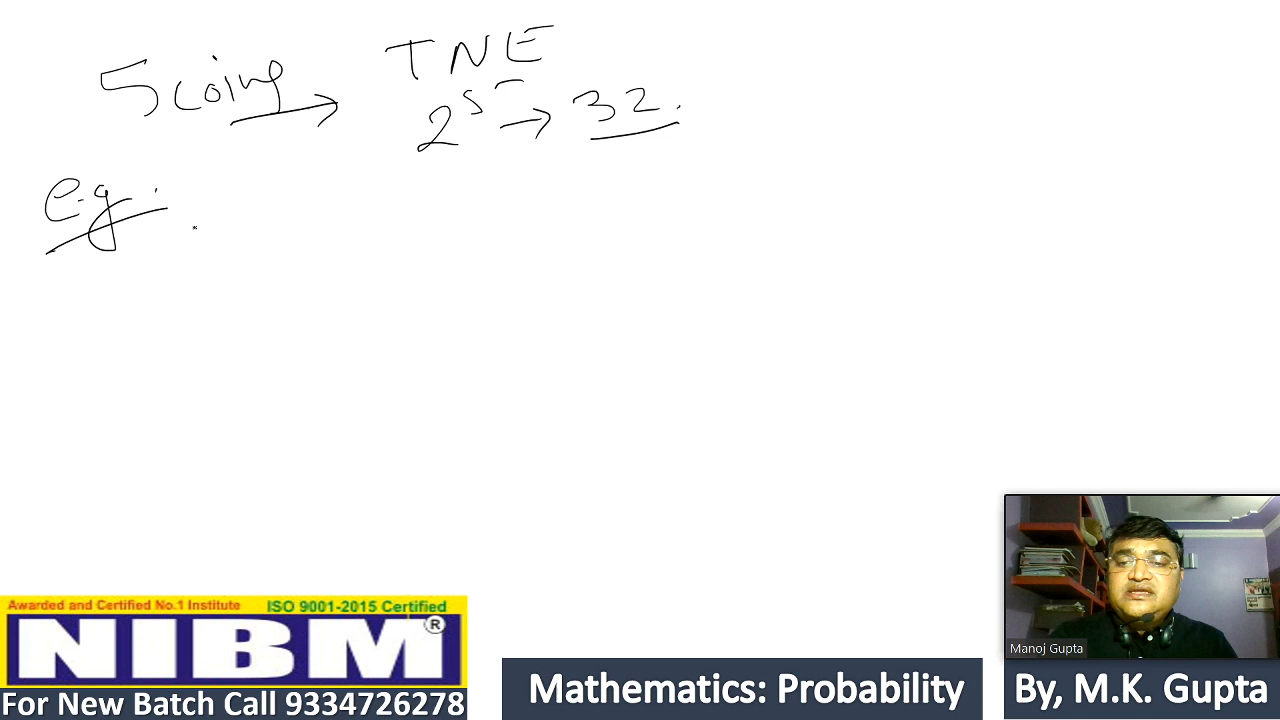 5 coins → TNE
2⁵ → 32.
e.g.
Manoj Gupta
Awarded and Certified No.1 Institute ISO 9001-2015 Certified
NIBM ®
For New Batch Call 9334726278
Mathematics: Probability
By, M.K. Gupta